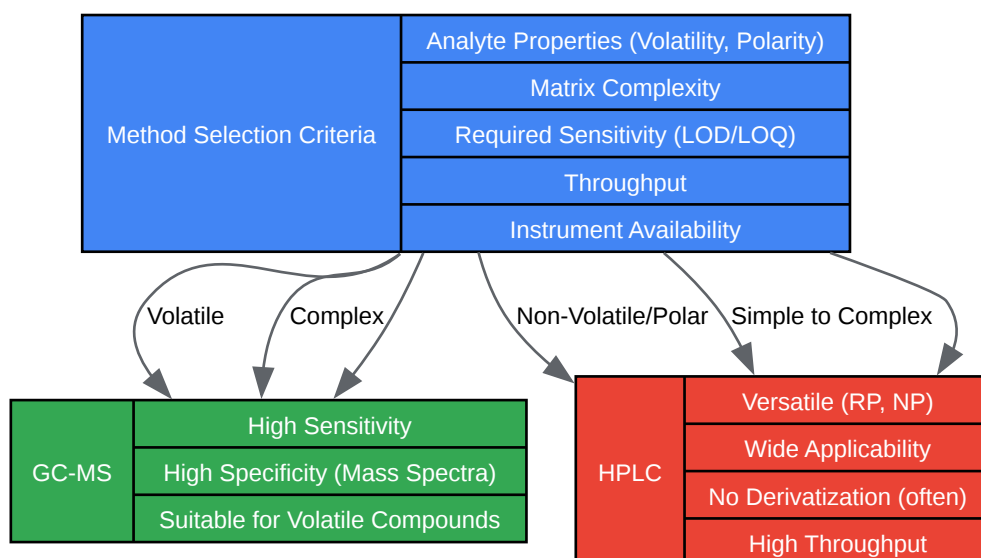 Method Selection Criteria
Analyte Properties (Volatility, Polarity)
Matrix Complexity
Required Sensitivity (LOD/LOQ)
Throughput
Instrument Availability
Volatile
Complex
Non-Volatile/Polar
Simple to Complex
GC-MS
High Sensitivity
High Specificity (Mass Spectra)
Suitable for Volatile Compounds
HPLC
Versatile (RP, NP)
Wide Applicability
No Derivatization (often)
High Throughput